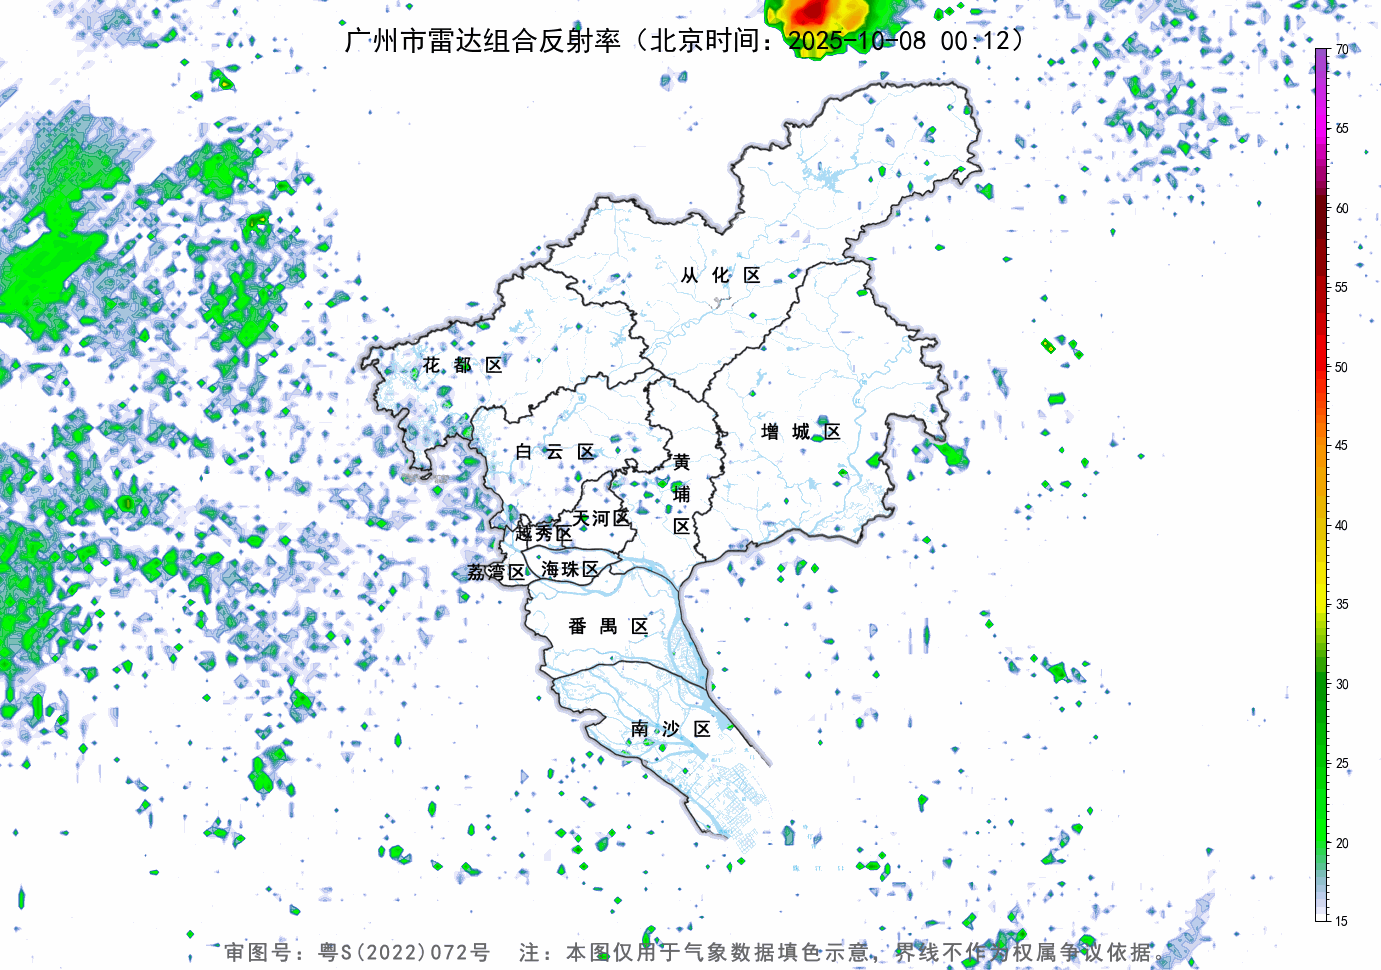 广州市雷达组合反射率（北京时间：2025-10-08 00:12）
70
65
60
55
50
45
40
35
30
25
20
15
从化区
花都区
增城区
白云区
黄埔区
天河区
越秀区
荔湾区
海珠区
番禺区
南沙区
审图号：粤S(2022)072号 注：本图仅用于气象数据填色示意，界线不作为权属争议依据。